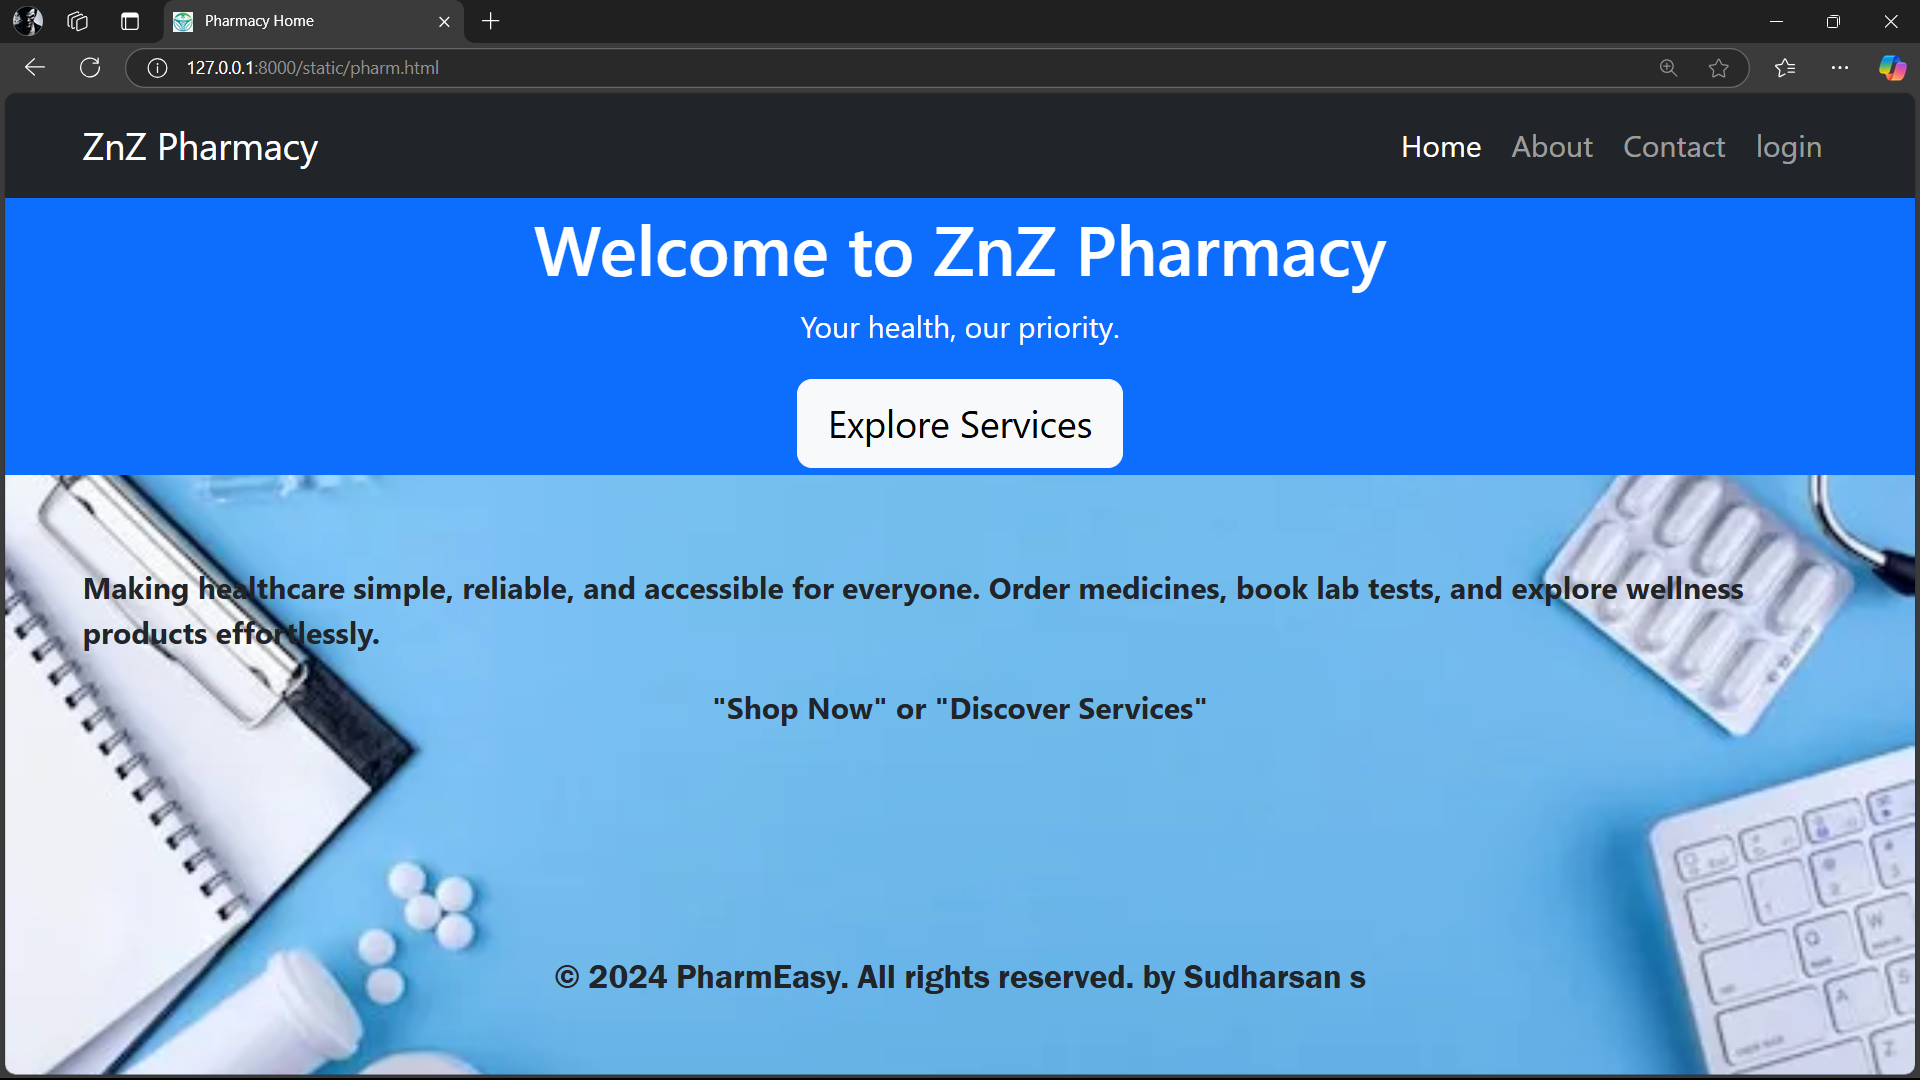 Pharmacy Home
127.0.0.1:8000/static/pharm.html
ZnZ Pharmacy
Home About Contact login
Welcome to ZnZ Pharmacy
Your health, our priority.
Explore Services
Making healthcare simple, reliable, and accessible for everyone. Order medicines, book lab tests, and explore wellness
products effortlessly.
"Shop Now" or "Discover Services"
© 2024 PharmEasy. All rights reserved. by Sudharsan s